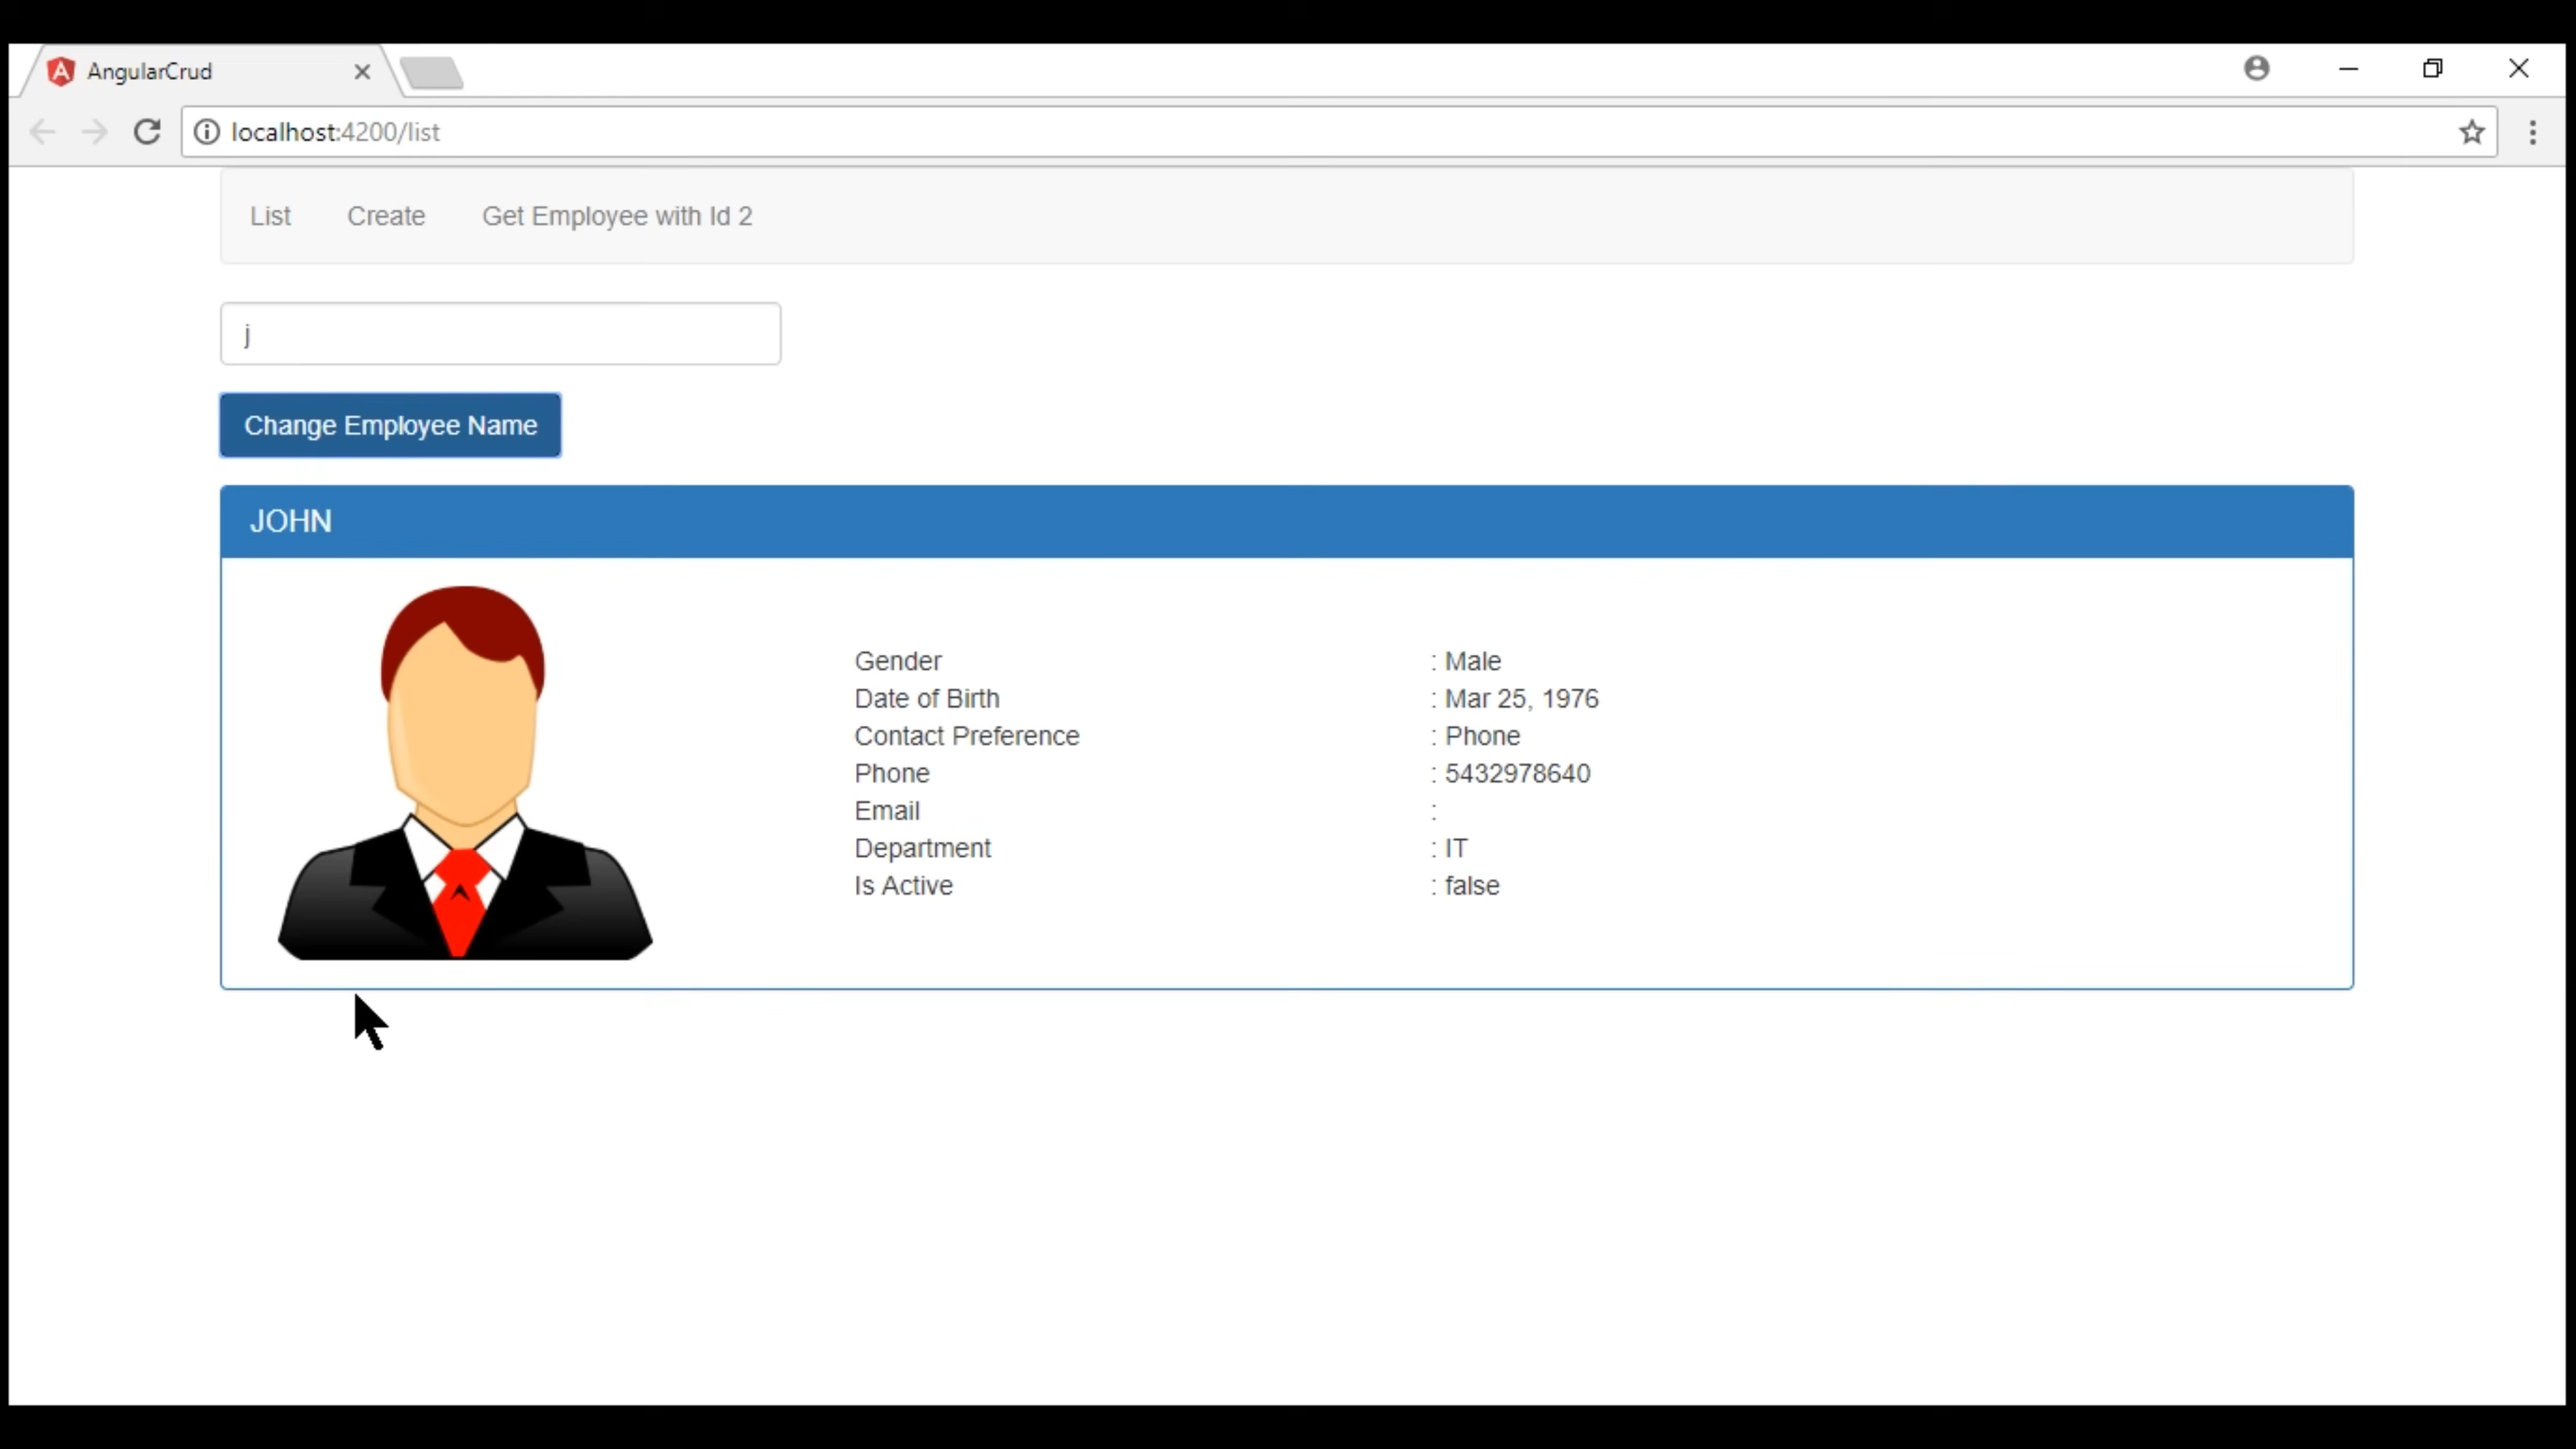 AngularCrud
localhost:4200/list
List Create Get Employee with Id 2
j
Change Employee Name
JOHN
Gender : Male
Date of Birth : Mar 25, 1976
Contact Preference : Phone
Phone : 5432978640
Email :
Department : IT
Is Active : false